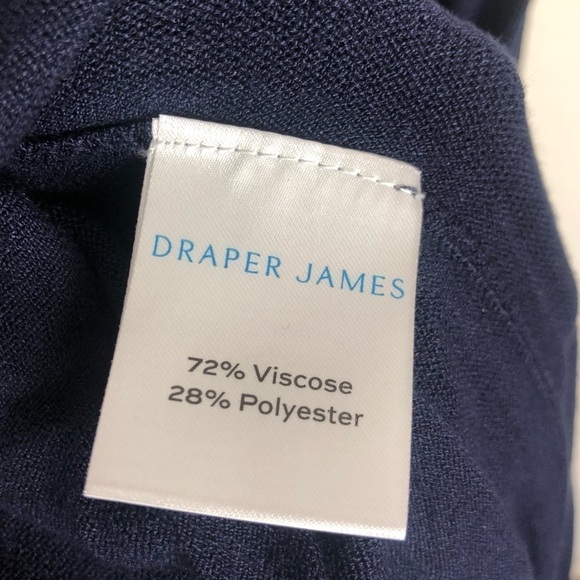 DRAPER JAMES
72% Viscose
28% Polyester